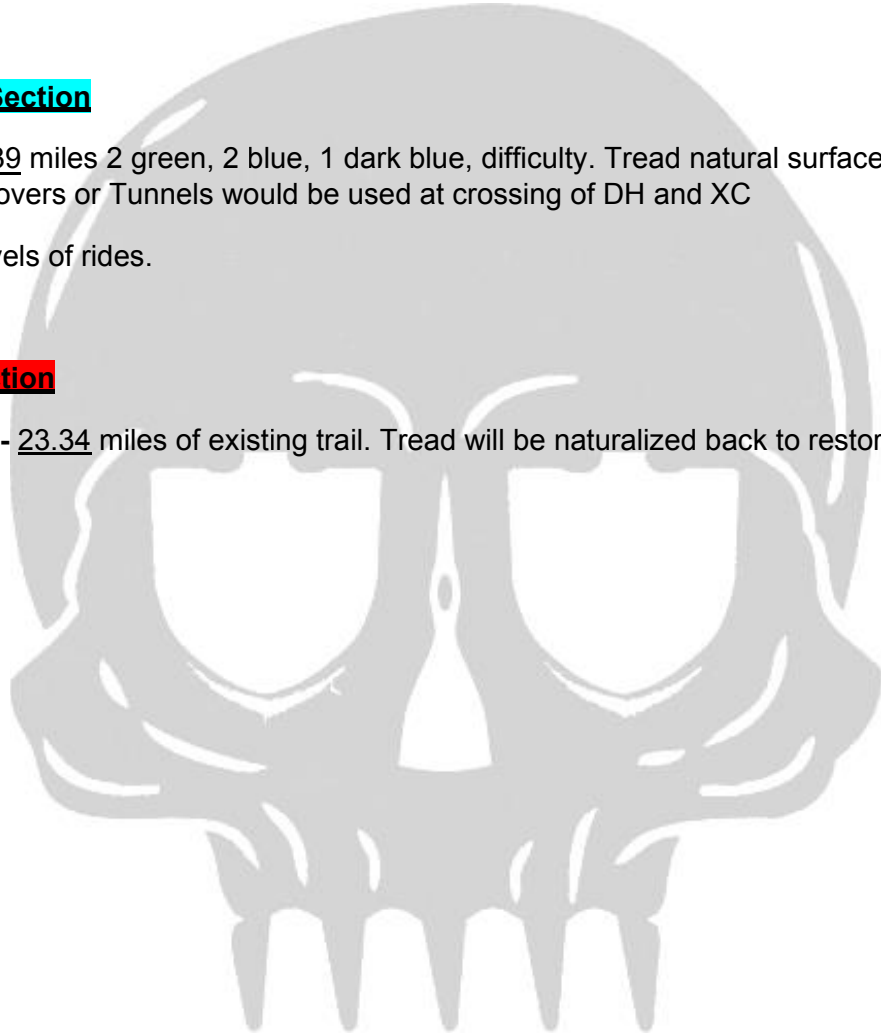 Section
39 miles 2 green, 2 blue, 1 dark blue, difficulty. Tread natural surface
overs or Tunnels would be used at crossing of DH and XC
vels of rides.
tion
- 23.34 miles of existing trail. Tread will be naturalized back to restor